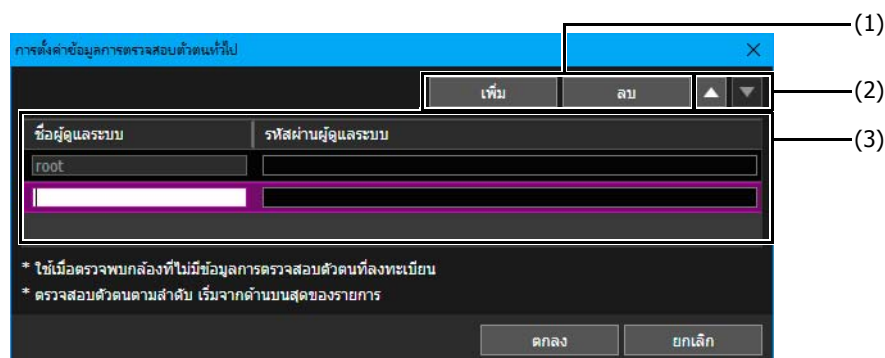 (1)
การตั้งค่าข้อมูลการตรวจสอบตัวตนทั่วไป
เพิ่ม ลบ
(2)
(3)
ชื่อผู้ดูแลระบบ รหัสผ่านผู้ดูแลระบบ
root
* ใช้เมื่อตรวจพบกล้องที่ไม่มีข้อมูลการตรวจสอบตัวตนที่ลงทะเบียน
* ตรวจสอบตัวตนตามลำดับ เริ่มจากด้านบนสุดของรายการ
ตกลง ยกเลิก